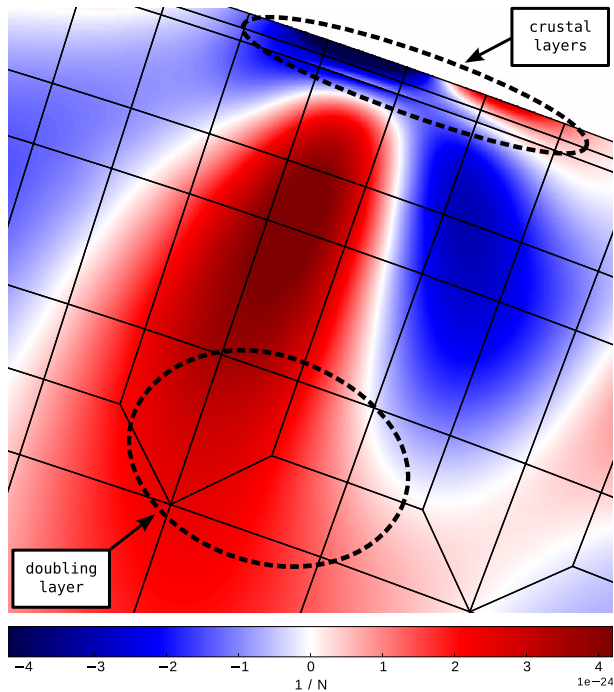 crustal
layers
doubling
layer
−4 −3 −2 −1 0 1 2 3 4
1 / N 1e−24